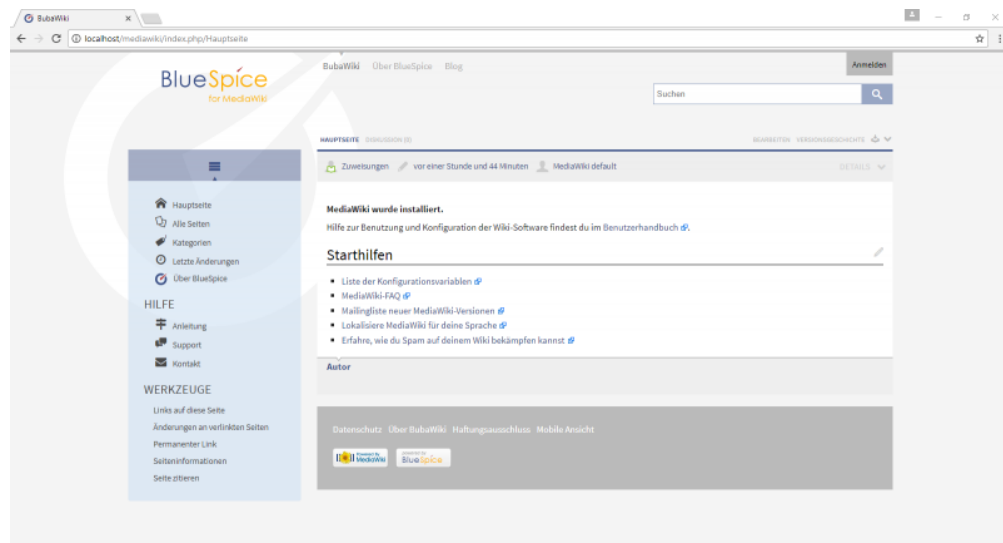 BubaWiki
localhost/mediawiki/index.php/Hauptseite
BlueSpice
for MediaWiki
BubaWiki Über BlueSpice Blog
Anmelden
Suchen
HAUPTSEITE DISKUSSION (0)
BEARBEITEN VERSIONSGESCHICHTE
Zuweisungen vor einer Stunde und 44 Minuten MediaWiki default
DETAILS
Hauptseite
Alle Seiten
Kategorien
Letzte Änderungen
Über BlueSpice
HILFE
Anleitung
Support
Kontakt
WERKZEUGE
Links auf diese Seite
Änderungen an verlinkten Seiten
Permanenter Link
Seiteninformationen
Seite zitieren
MediaWiki wurde installiert.
Hilfe zur Benutzung und Konfiguration der Wiki-Software findest du im Benutzerhandbuch.
Starthilfen
Liste der Konfigurationsvariablen
MediaWiki-FAQ
Mailingliste neuer MediaWiki-Versionen
Lokalisiere MediaWiki für deine Sprache
Erfahre, wie du Spam auf deinem Wiki bekämpfen kannst
Autor
Datenschutz Über BubaWiki Haftungsausschluss Mobile Ansicht
Powered By
MediaWiki
powered by
BlueSpice